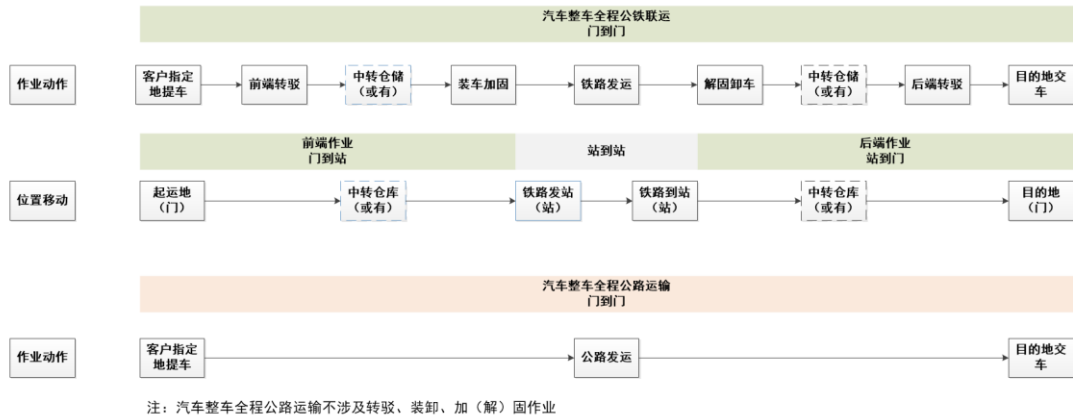 汽车整车全程公铁联运
门到门
作业动作
客户指定
地提车
前端转驳
中转仓储
（或有）
装车加固
铁路发运
解固卸车
中转仓储
（或有）
后端转驳
目的地交
车
前端作业
门到站
站到站
后端作业
站到门
位置移动
起运地
（门）
中转仓库
（或有）
铁路发站
（站）
铁路到站
（站）
中转仓库
（或有）
目的地
（门）
汽车整车全程公路运输
门到门
作业动作
客户指定
地提车
公路发运
目的地交
车
注：汽车整车全程公路运输不涉及转驳、装卸、加（解）固作业